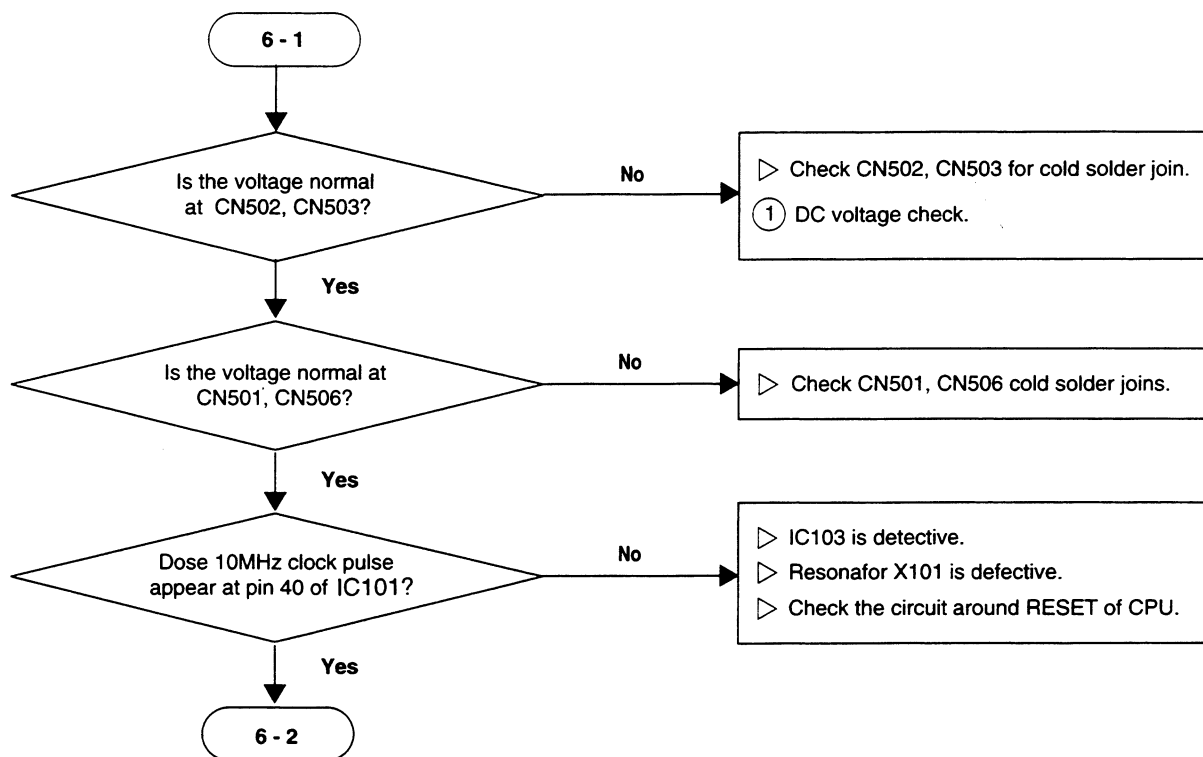 6 - 1
Is the voltage normal
at CN502, CN503?
No
▷ Check CN502, CN503 for cold solder join.
① DC voltage check.
Yes
Is the voltage normal at
CN501, CN506?
No
▷ Check CN501, CN506 cold solder joins.
Yes
Dose 10MHz clock pulse
appear at pin 40 of IC101?
No
▷ IC103 is detective.
▷ Resonafor X101 is defective.
▷ Check the circuit around RESET of CPU.
Yes
6 - 2